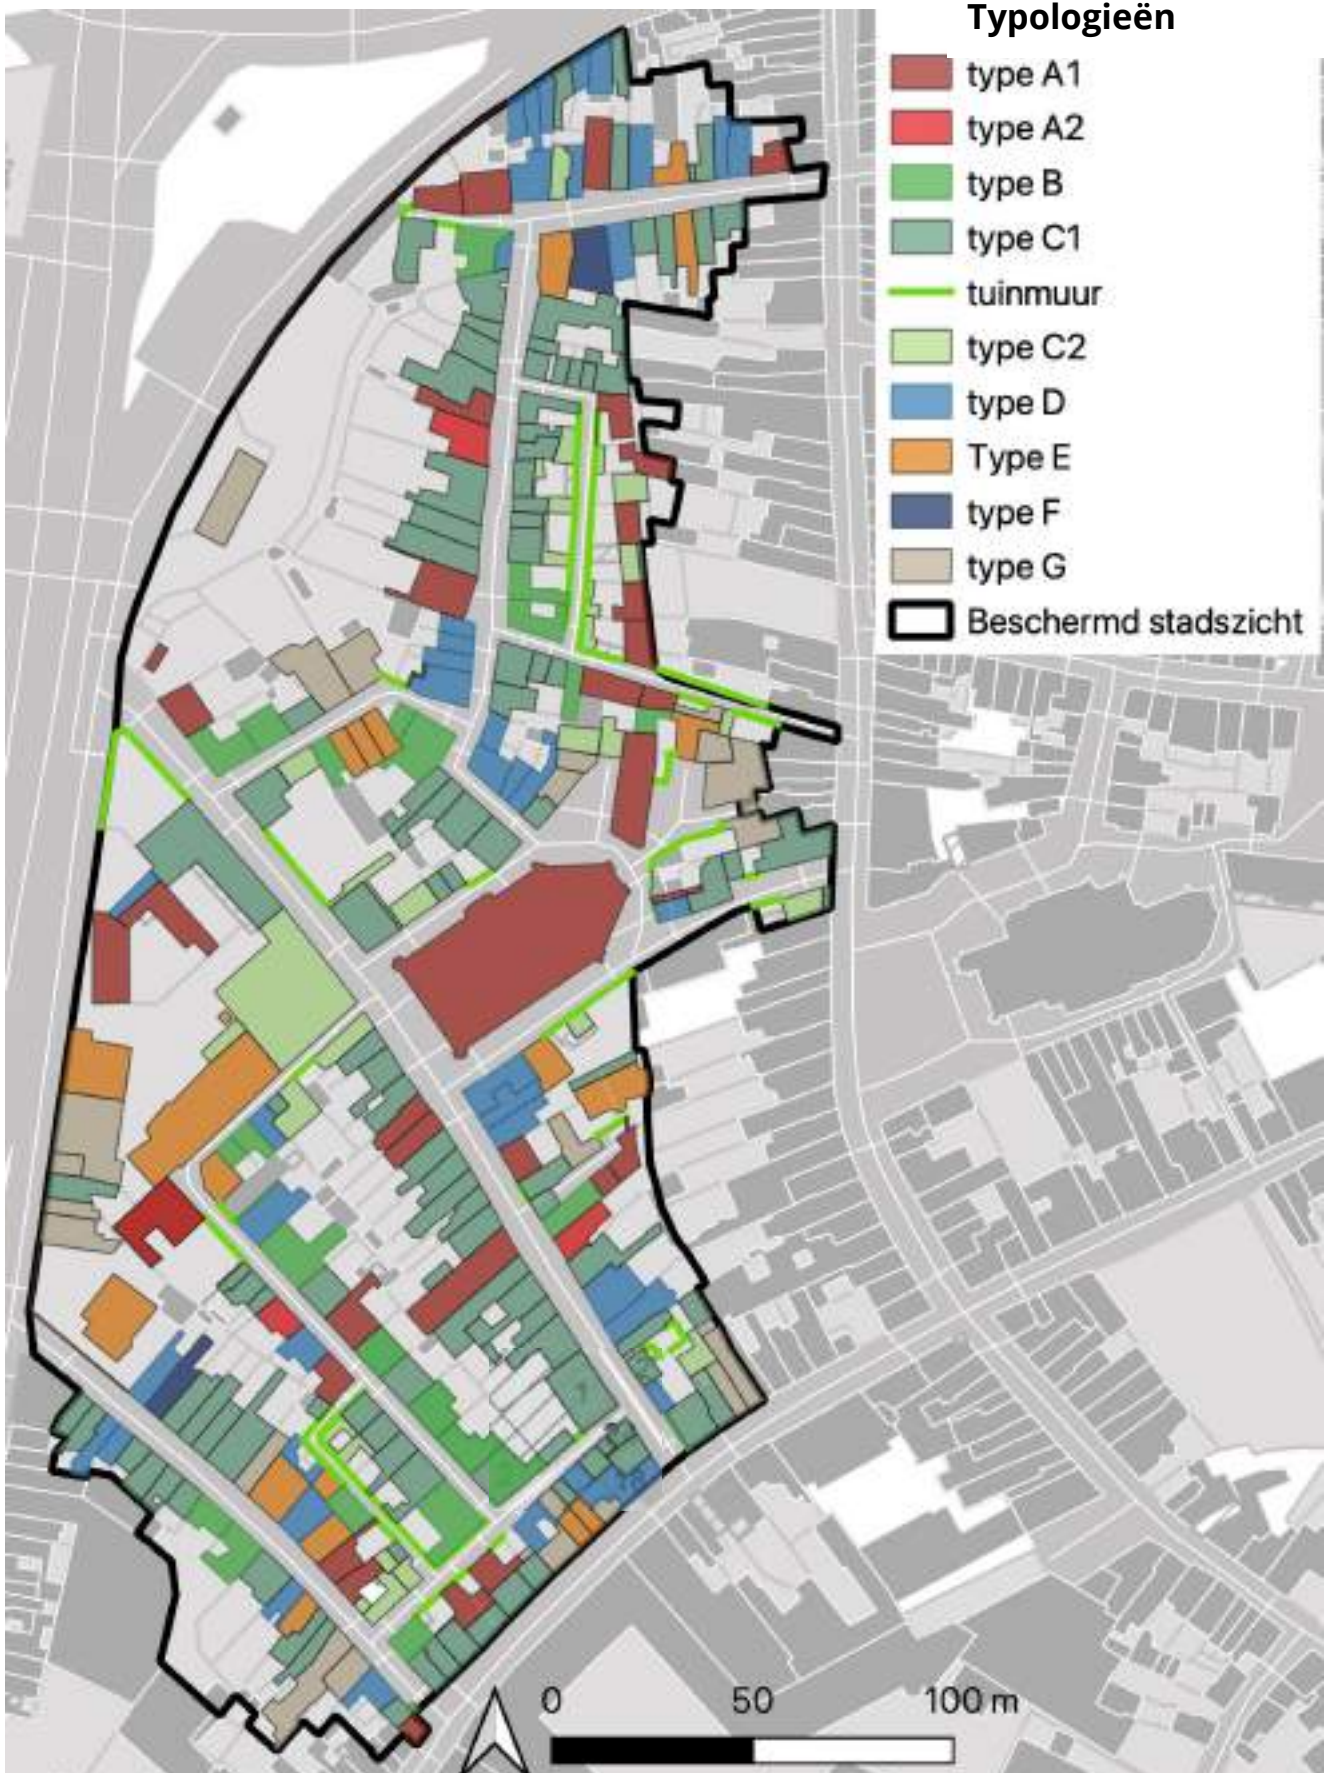 Typologieën
type A1
type A2
type B
type C1
tuinmuur
type C2
type D
Type E
type F
type G
Beschermd stadszicht
0 50 100 m